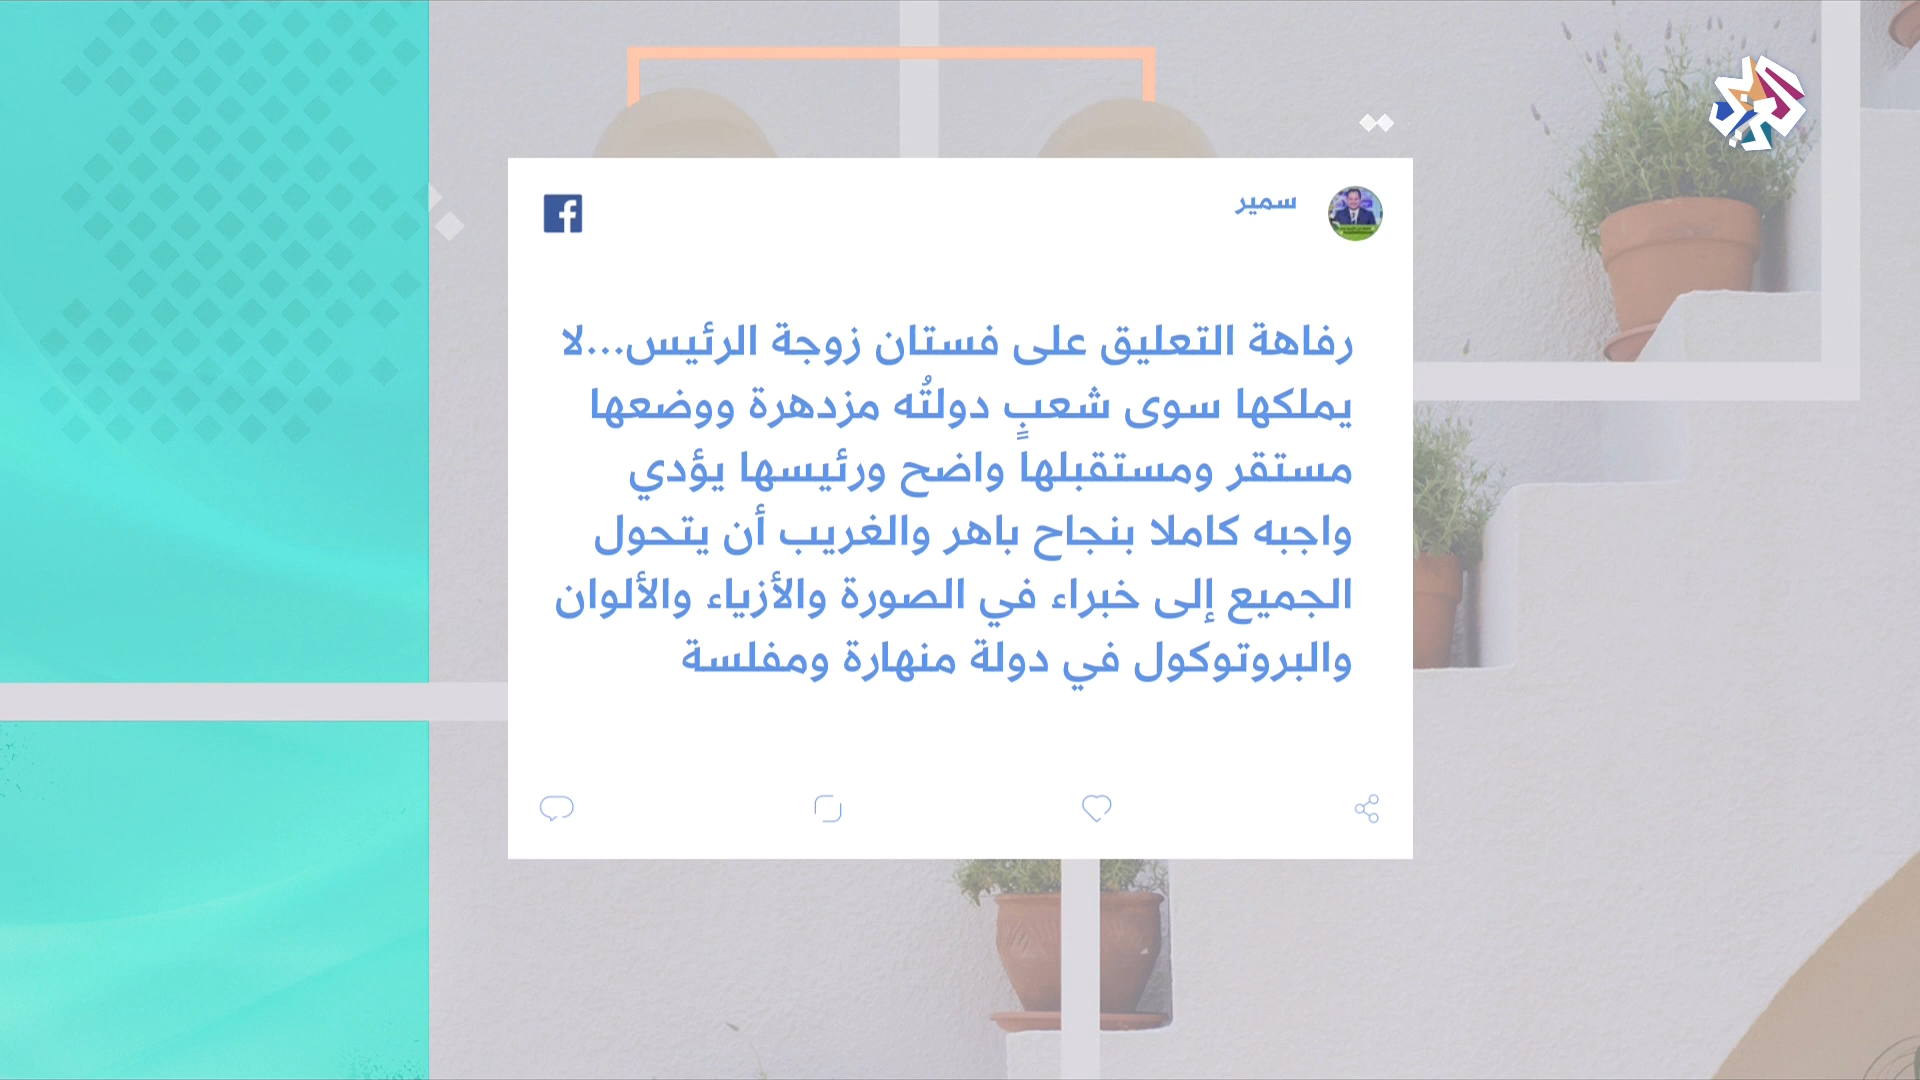 سمير
رفاهة التعليق على فستان زوجة الرئيس...لا
يملكها سوى شعبٍ دولتُه مزدهرة ووضعها
مستقر ومستقبلها واضح ورئيسها يؤدي
واجبه كاملا بنجاح باهر والغريب أن يتحول
الجميع إلى خبراء في الصورة والأزياء والألوان
والبروتوكول في دولة منهارة ومفلسة